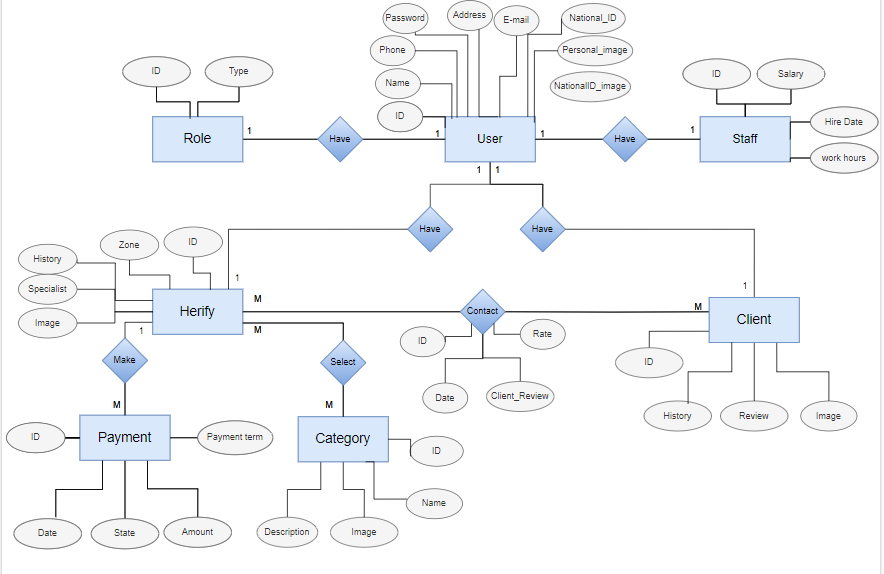 Password
Address
E-mail
National_ID
Phone
Personal_image
Name
NationalID_image
ID
ID
Type
ID
Salary
Hire Date
work hours
Role
1
Have
1
User
1
Have
1
Staff
1
1
Have
Have
History
Zone
ID
Specialist
Image
1
M
Herify
M
1
Contact
M
1
Client
ID
Rate
Date
Client_Review
ID
History
Review
Image
Make
Select
M
M
ID
Payment
Payment term
Category
ID
Name
Date
State
Amount
Description
Image